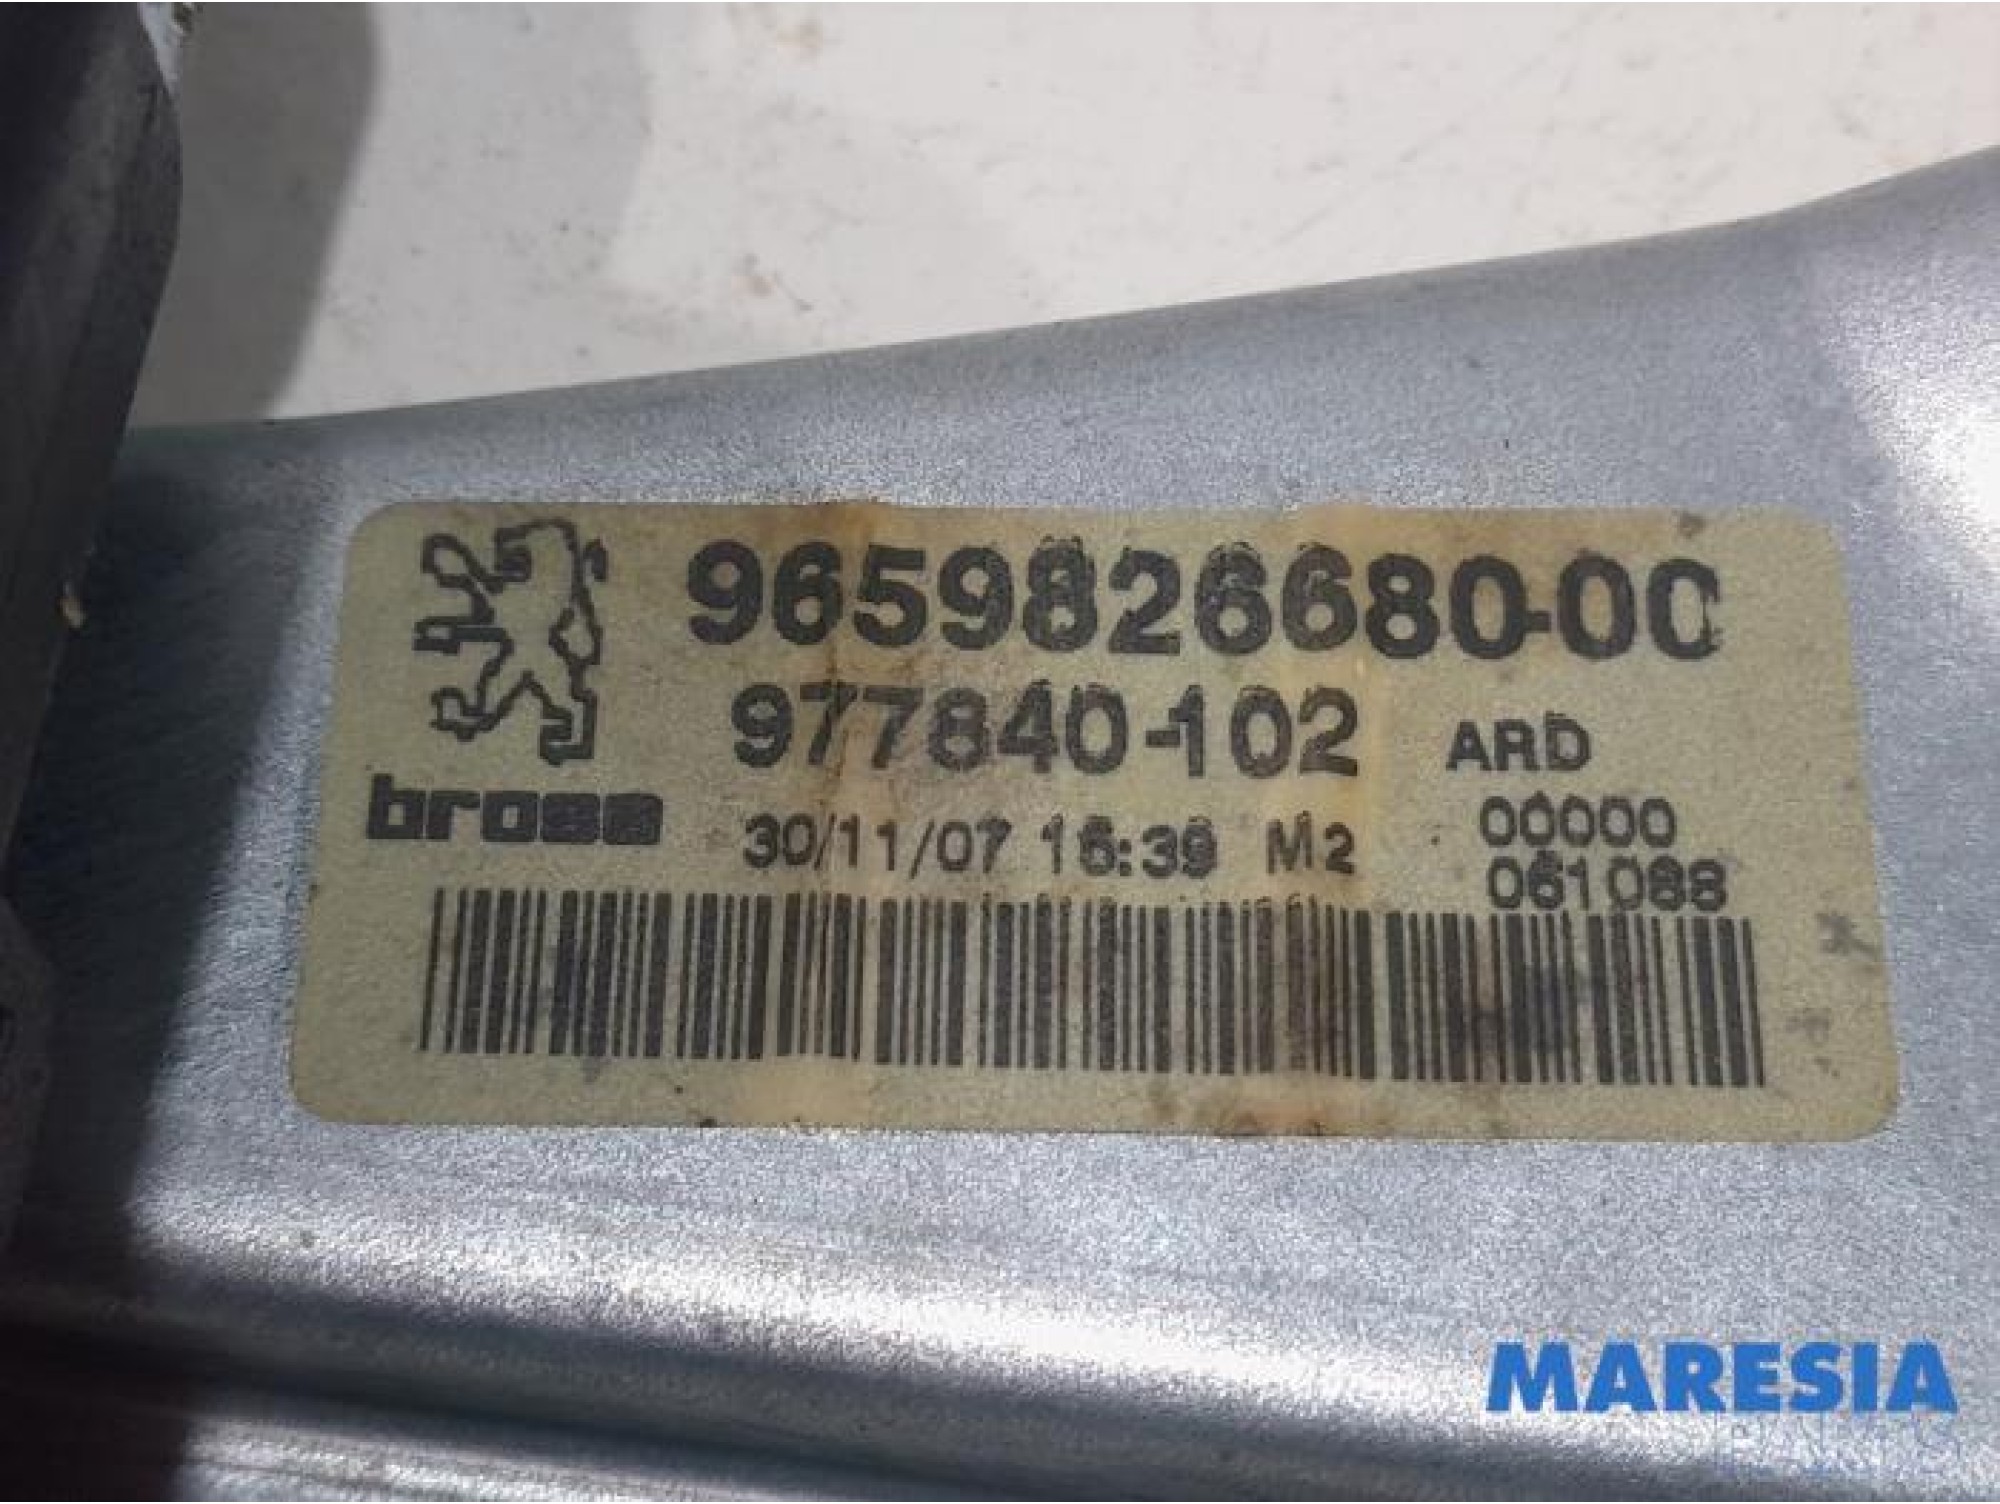 9659826680-00
977840-102 ARD
brose
30/11/07 16:39 M2
00000
061088
MARESIA